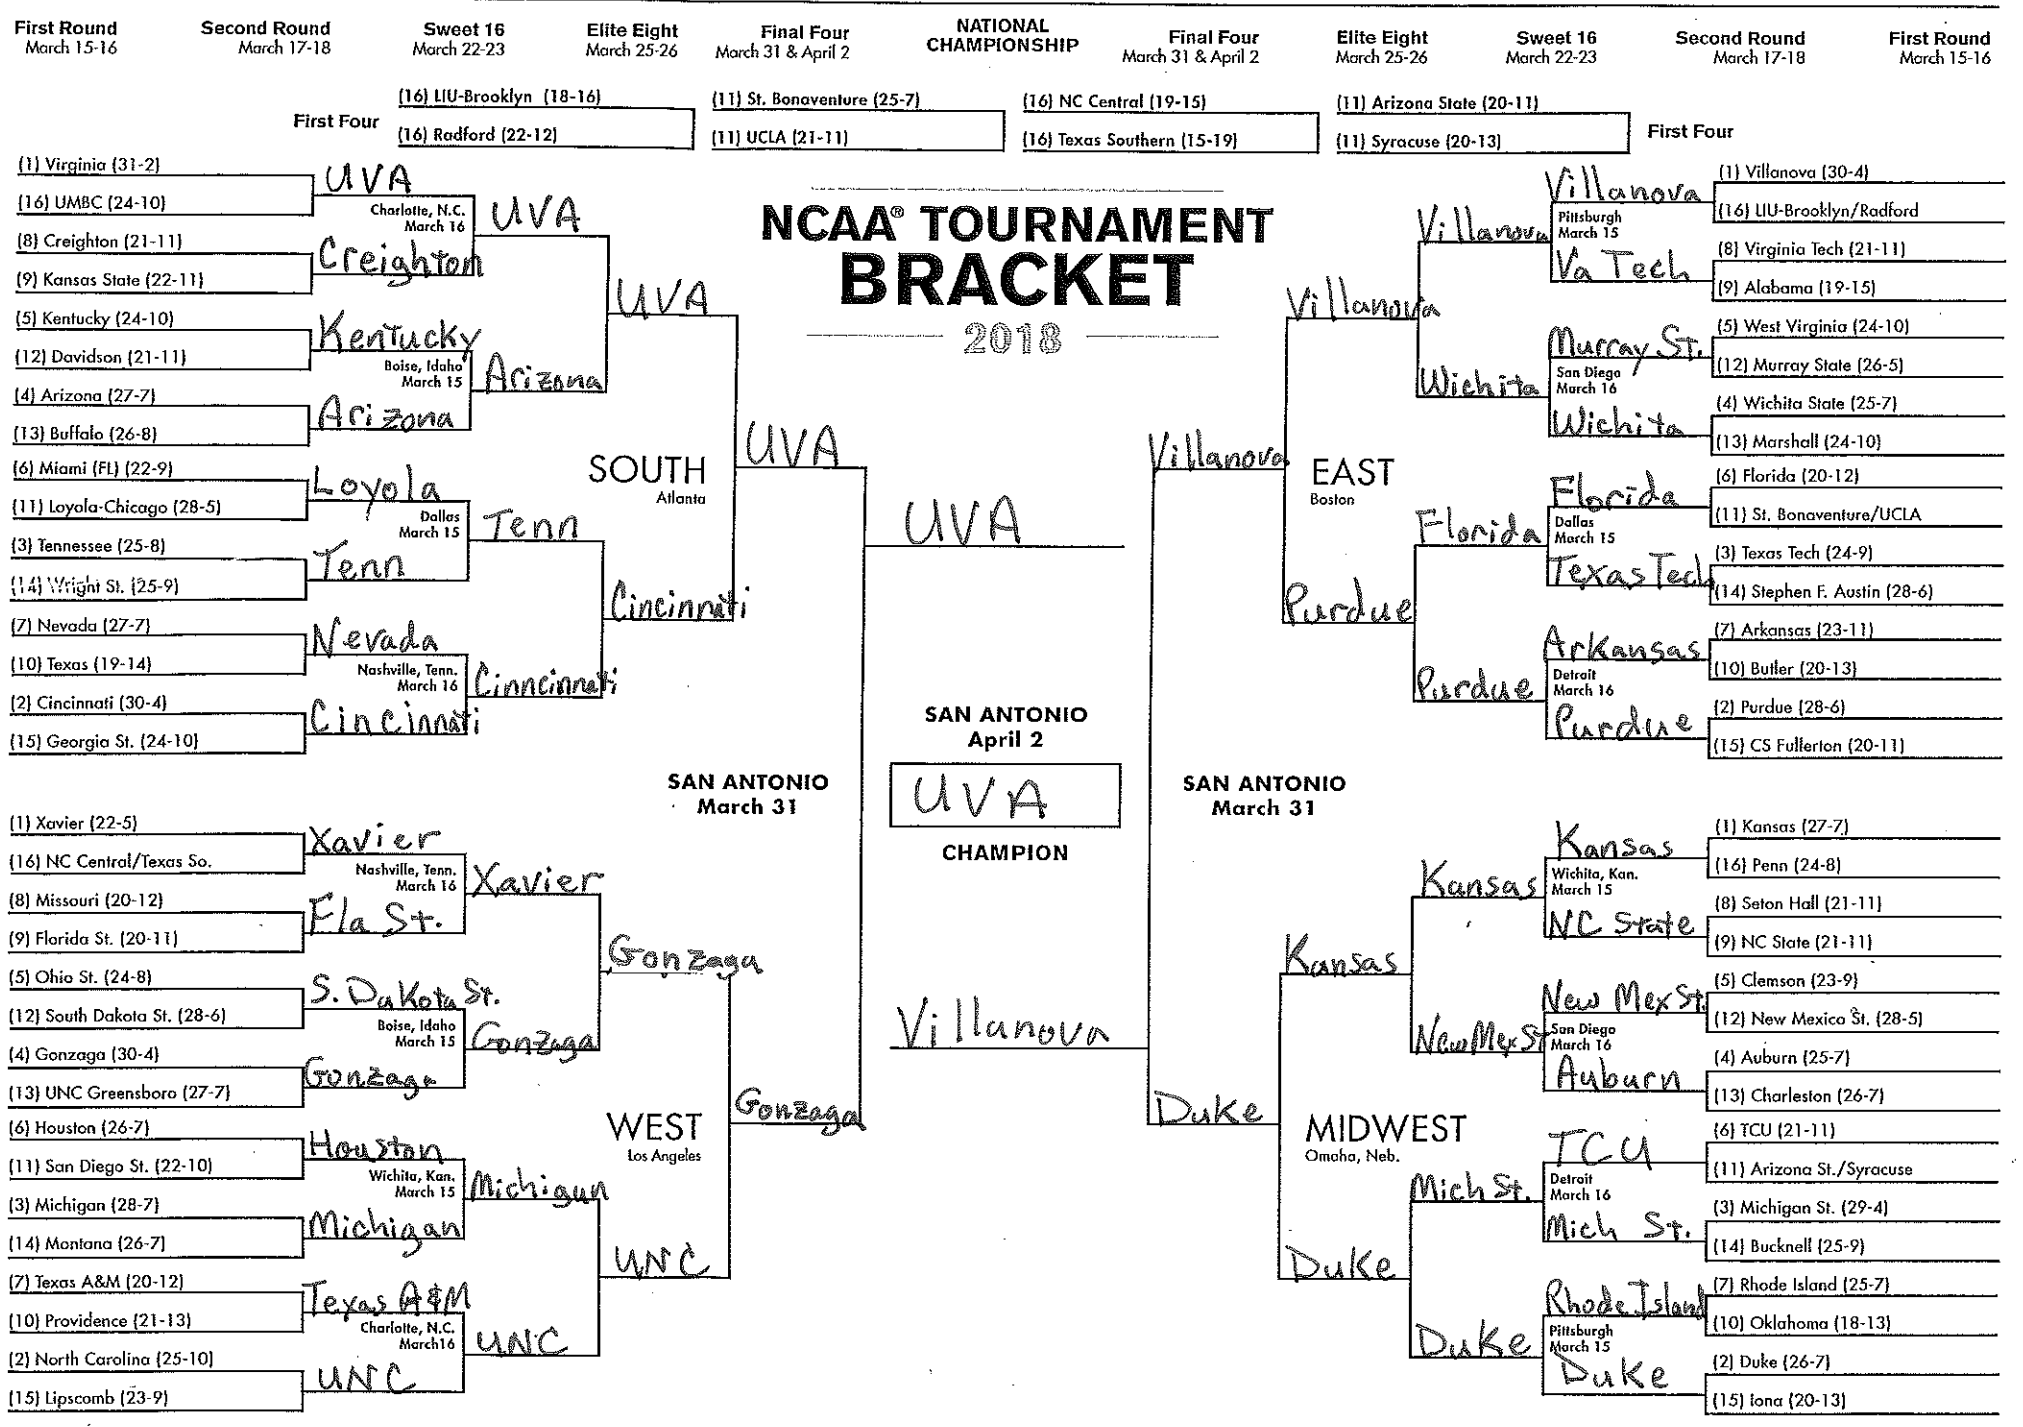 First Round Second Round Sweet 16 Elite Eight Final Four NATIONAL CHAMPIONSHIP Final Four Elite Eight Sweet 16 Second Round First Round
March 15-16 March 17-18 March 22-23 March 25-26 March 31 & April 2 March 31 & April 2 March 25-26 March 22-23 March 17-18 March 15-16
First Four
(16) LIU-Brooklyn (18-16)
(16) Radford (22-12)
(11) St. Bonaventure (25-7)
(11) UCLA (21-11)
(16) NC Central (19-15)
(16) Texas Southern (15-19)
(11) Arizona State (20-11)
(11) Syracuse (20-13)
First Four
NCAA® TOURNAMENT
BRACKET
2018
(1) Virginia (31-2)
(16) UMBC (24-10)
(8) Creighton (21-11)
(9) Kansas State (22-11)
(5) Kentucky (24-10)
(12) Davidson (21-11)
(4) Arizona (27-7)
(13) Buffalo (26-8)
(6) Miami (FL) (22-9)
(11) Loyola-Chicago (28-5)
(3) Tennessee (25-8)
(14) Wright St. (25-9)
(7) Nevada (27-7)
(10) Texas (19-14)
(2) Cincinnati (30-4)
(15) Georgia St. (24-10)
UVA
Charlotte, N.C.
March 16
Creighton
Kentucky
Boise, Idaho
March 15
Arizona
Loyola
Dallas
March 15
Tenn
Nevada
Nashville, Tenn.
March 16
Cincinnati
UVA
Arizona
Tenn
Cinncinnati
UVA
SOUTH
Atlanta
Cincinnati
UVA
(1) Xavier (22-5)
(16) NC Central/Texas So.
(8) Missouri (20-12)
(9) Florida St. (20-11)
(5) Ohio St. (24-8)
(12) South Dakota St. (28-6)
(4) Gonzaga (30-4)
(13) UNC Greensboro (27-7)
(6) Houston (26-7)
(11) San Diego St. (22-10)
(3) Michigan (28-7)
(14) Montana (26-7)
(7) Texas A&M (20-12)
(10) Providence (21-13)
(2) North Carolina (25-10)
(15) Lipscomb (23-9)
Xavier
Nashville, Tenn.
March 16
Fla St.
S. Dakota St.
Boise, Idaho
March 15
Gonzaga
Houston
Wichita, Kan.
March 15
Michigan
Texas A&M
Charlotte, N.C.
March16
UNC
Xavier
Gonzaga
Michigan
UNC
Gonzaga
WEST
Los Angeles
UNC
Gonzaga
SAN ANTONIO
March 31
UVA
SAN ANTONIO
April 2
UVA
CHAMPION
Villanova
SAN ANTONIO
March 31
Villanova
Villanova
EAST
Boston
Purdue
Villanova
Wichita
Florida
Purdue
Villanova
Pittsburgh
March 15
Va Tech
Murray St.
San Diego
March 16
Wichita
Florida
Dallas
March 15
Texas Tech
Arkansas
Detroit
March 16
Purdue
(1) Villanova (30-4)
(16) LIU-Brooklyn/Radford
(8) Virginia Tech (21-11)
(9) Alabama (19-15)
(5) West Virginia (24-10)
(12) Murray State (26-5)
(4) Wichita State (25-7)
(13) Marshall (24-10)
(6) Florida (20-12)
(11) St. Bonaventure/UCLA
(3) Texas Tech (24-9)
(14) Stephen F. Austin (28-6)
(7) Arkansas (23-11)
(10) Butler (20-13)
(2) Purdue (28-6)
(15) CS Fullerton (20-11)
Duke
Kansas
MIDWEST
Omaha, Neb.
Duke
Kansas
New Mex St
Mich St.
Duke
Kansas
Wichita, Kan.
March 15
NC State
New Mex St.
San Diego
March 16
Auburn
TCU
Detroit
March 16
Mich St.
Rhode Island
Pittsburgh
March 15
Duke
(1) Kansas (27-7)
(16) Penn (24-8)
(8) Seton Hall (21-11)
(9) NC State (21-11)
(5) Clemson (23-9)
(12) New Mexico St. (28-5)
(4) Auburn (25-7)
(13) Charleston (26-7)
(6) TCU (21-11)
(11) Arizona St./Syracuse
(3) Michigan St. (29-4)
(14) Bucknell (25-9)
(7) Rhode Island (25-7)
(10) Oklahoma (18-13)
(2) Duke (26-7)
(15) Iona (20-13)